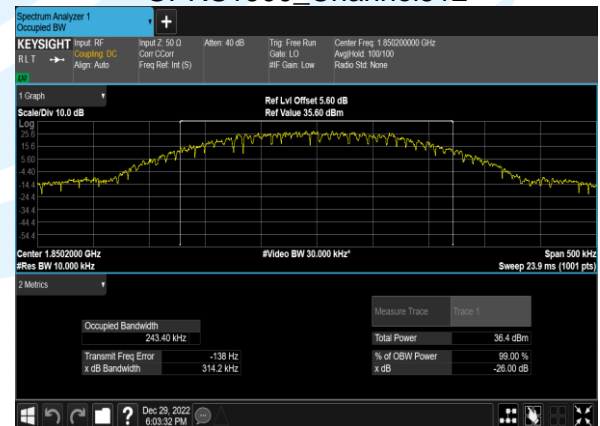 GPRS1900_Channel512
Spectrum Analyzer 1
Occupied BW
KEYSIGHT Input: RF Input Z: 50 Ω Atten: 40 dB Trig: Free Run Center Freq: 1.850200000 GHz
RLT Coupling: DC Corr CCorr Gate: LO Avg|Hold: 100/100
Align: Auto Freq Ref: Int (S) #IF Gain: Low Radio Std: None
1 Graph
Ref Lvl Offset 5.60 dB
Scale/Div 10.0 dB Ref Value 35.60 dBm
Log
25.6
15.6
5.60
-4.40
-14.4
-24.4
-34.4
-44.4
-54.4
Center 1.8502000 GHz #Video BW 30.000 kHz* Span 500 kHz
#Res BW 10.000 kHz Sweep 23.9 ms (1001 pts)
2 Metrics
Measure Trace Trace 1
Occupied Bandwidth
243.40 kHz Total Power 36.4 dBm
Transmit Freq Error -138 Hz % of OBW Power 99.00 %
x dB Bandwidth 314.2 kHz x dB -26.00 dB
? Dec 29, 2022
6:03:32 PM